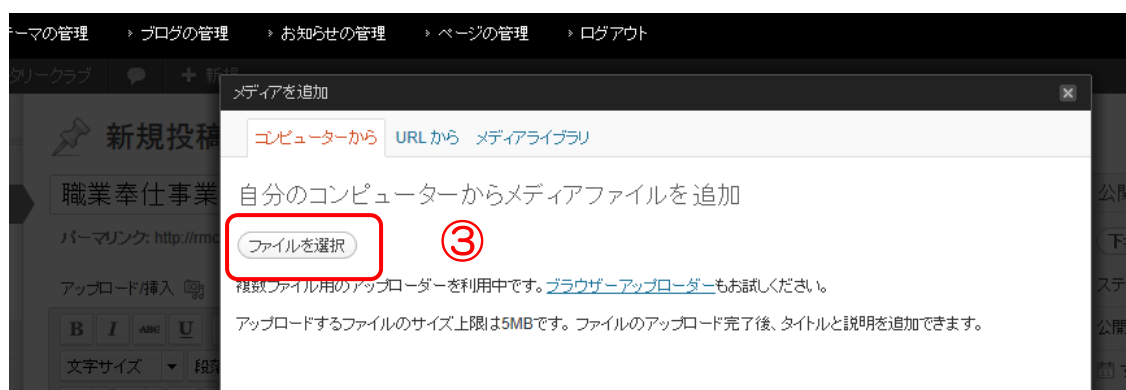 ーマの管理 › ブログの管理 › お知らせの管理 › ページの管理 › ログアウト
タリークラブ + 新規
メディアを追加
コンピューターから URL から メディアライブラリ
新規投稿
自分のコンピューターからメディアファイルを追加
職業奉仕事業
③
ファイルを選択
パーマリンク: http://rmc
複数ファイル用のアップローダーを利用中です。ブラウザーアップローダーもお試しください。
アップロード/挿入
アップロードするファイルのサイズ上限は5MBです。ファイルのアップロード完了後、タイトルと説明を追加できます。
B I ABC U
文字サイズ 段落
公開
下
ステ
公開